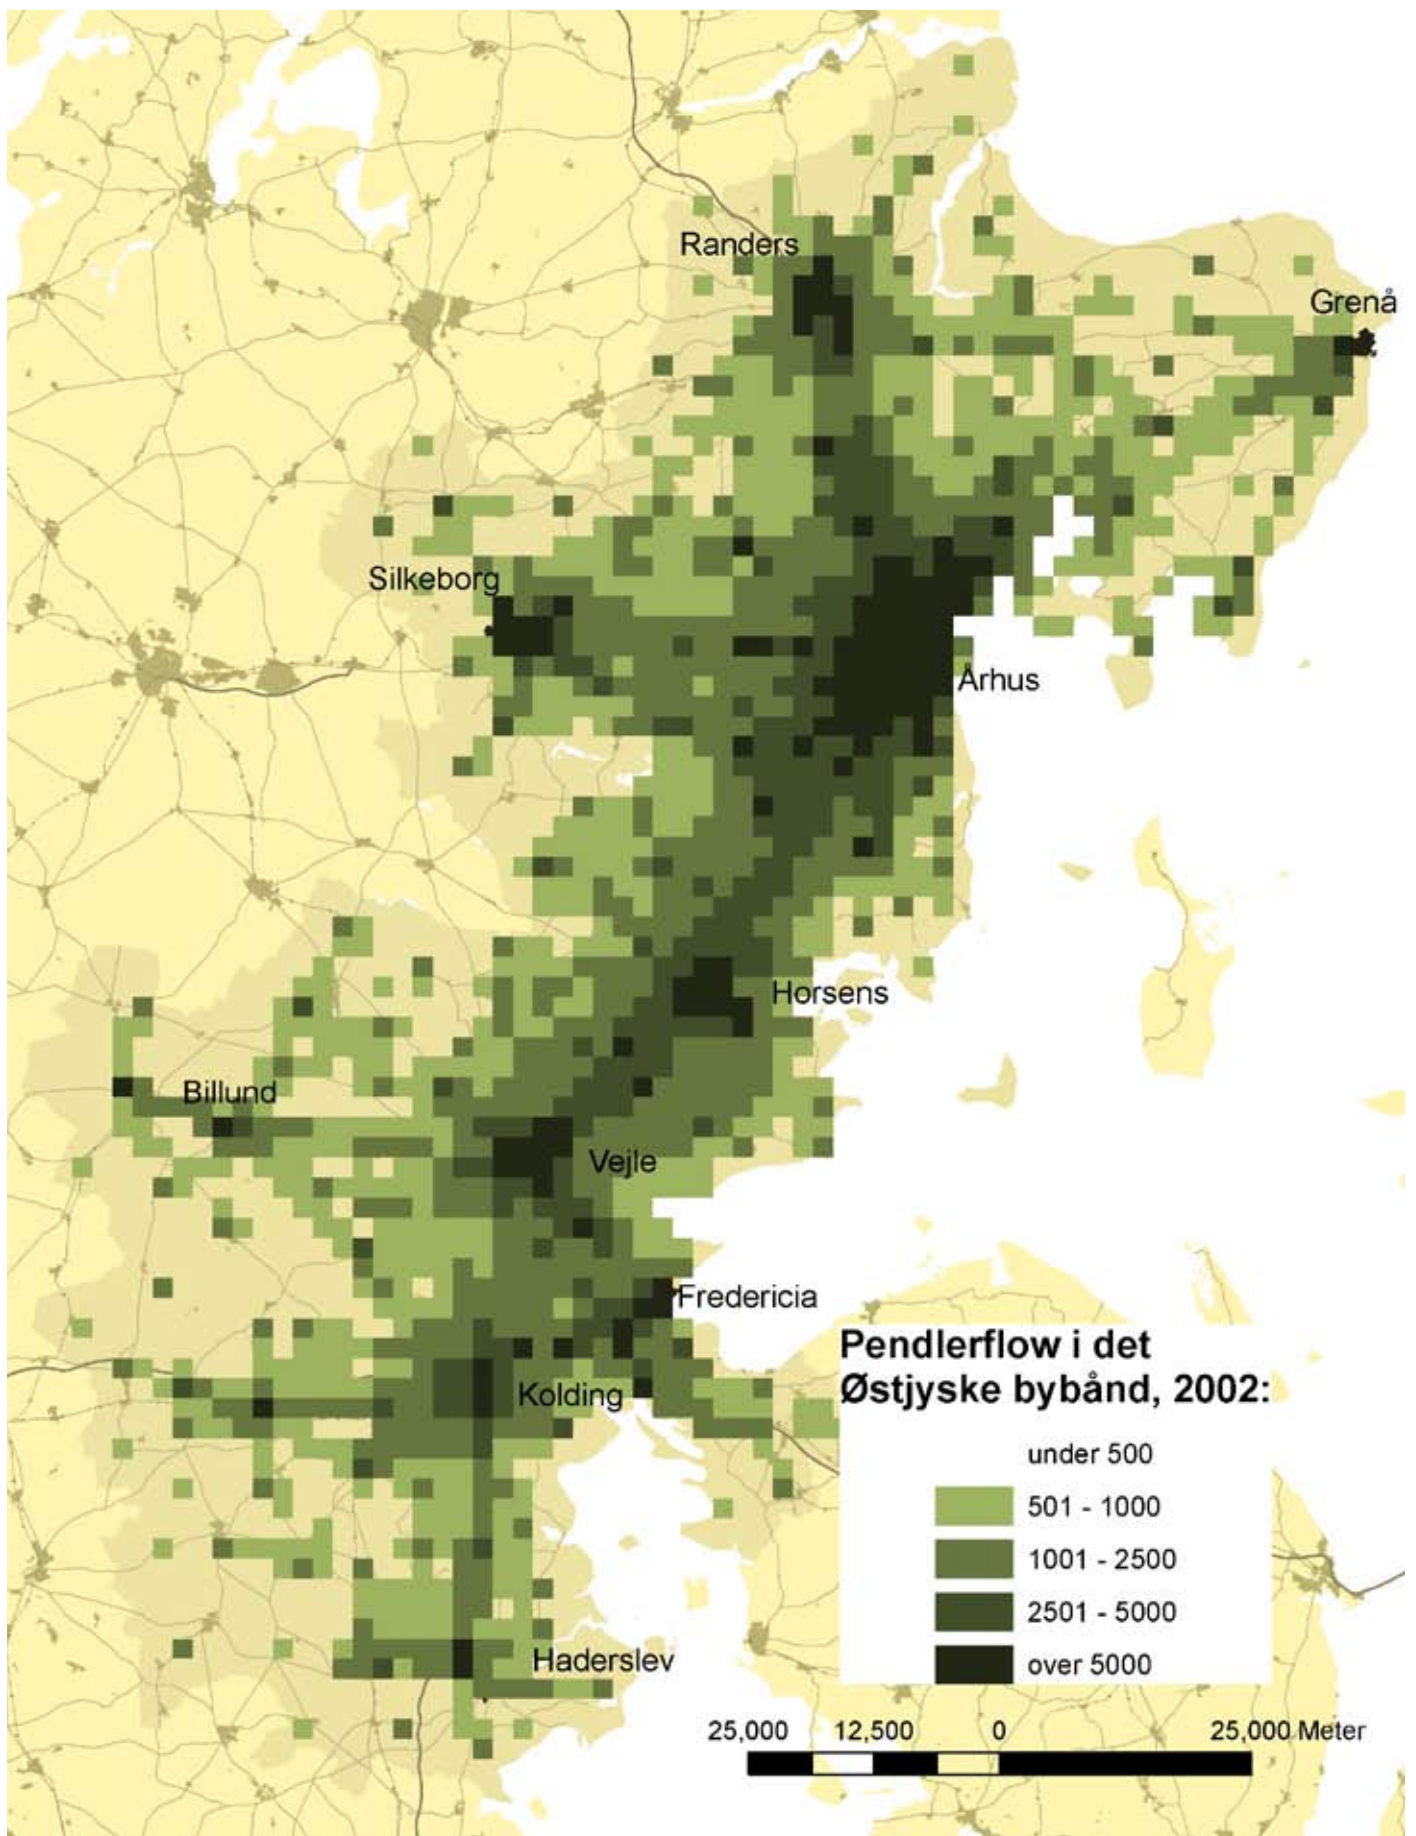 Randers
Grenå
Silkeborg
Århus
Horsens
Billund
Vejle
Fredericia
Kolding
Haderslev
Pendlerflow i det
Østjyske bybånd, 2002:
under 500
501 - 1000
1001 - 2500
2501 - 5000
over 5000
25,000 12,500 0 25,000 Meter